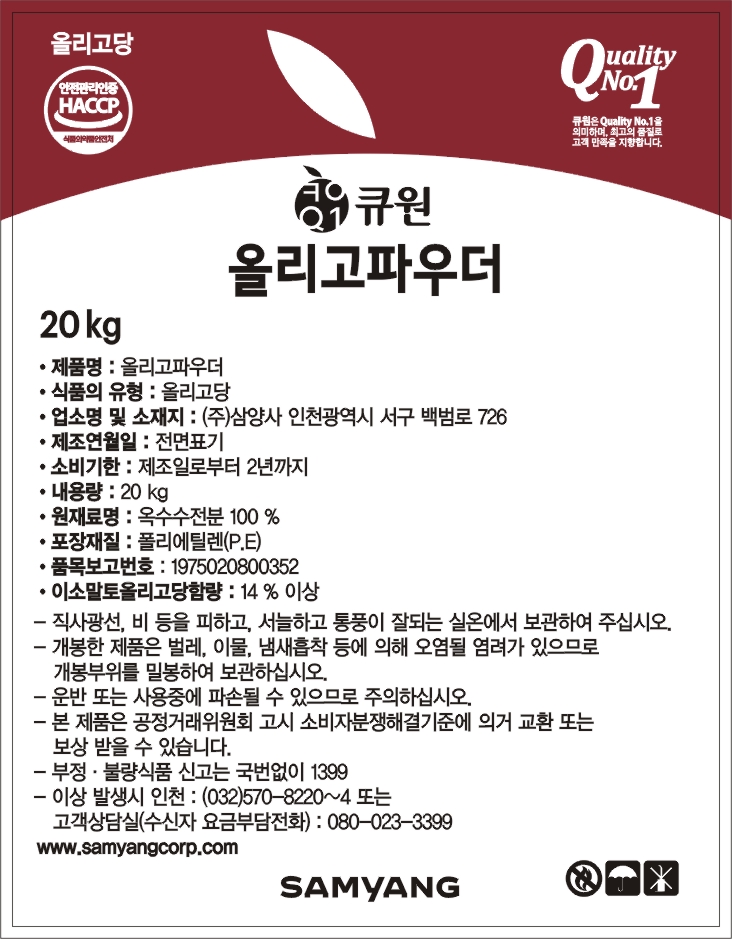 올리고당
안전관리인증
HACCP
식품의약품안전처
Quality
No.1
큐원은 Quality No.1을
의미하며, 최고의 품질로
고객 만족을 지향합니다.
큐원
Q1
큐원
올리고파우더
20 kg
• 제품명 : 올리고파우더
• 식품의 유형 : 올리고당
• 업소명 및 소재지 : (주)삼양사 인천광역시 서구 백범로 726
• 제조연월일 : 전면표기
• 소비기한 : 제조일로부터 2년까지
• 내용량 : 20 kg
• 원재료명 : 옥수수전분 100 %
• 포장재질 : 폴리에틸렌(P.E)
• 품목보고번호 : 1975020800352
• 이소말토올리고당함량 : 14 % 이상
– 직사광선, 비 등을 피하고, 서늘하고 통풍이 잘되는 실온에서 보관하여 주십시오.
– 개봉한 제품은 벌레, 이물, 냄새흡착 등에 의해 오염될 염려가 있으므로
개봉부위를 밀봉하여 보관하십시오.
– 운반 또는 사용중에 파손될 수 있으므로 주의하십시오.
– 본 제품은 공정거래위원회 고시 소비자분쟁해결기준에 의거 교환 또는
보상 받을 수 있습니다.
– 부정 · 불량식품 신고는 국번없이 1399
– 이상 발생시 인천 : (032)570–8220~4 또는
고객상담실(수신자 요금부담전화) : 080–023–3399
www.samyangcorp.com
SAMYANG